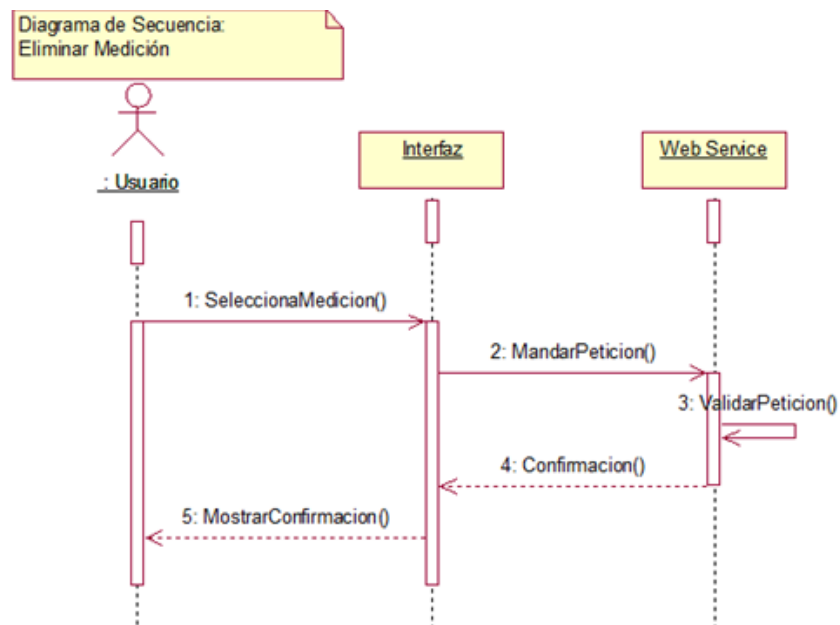 Diagrama de Secuencia:
Eliminar Medición
: Usuario
Interfaz
Web Service
1: SeleccionaMedicion()
2: MandarPeticion()
3: ValidarPeticion()
4: Confirmacion()
5: MostrarConfirmacion()